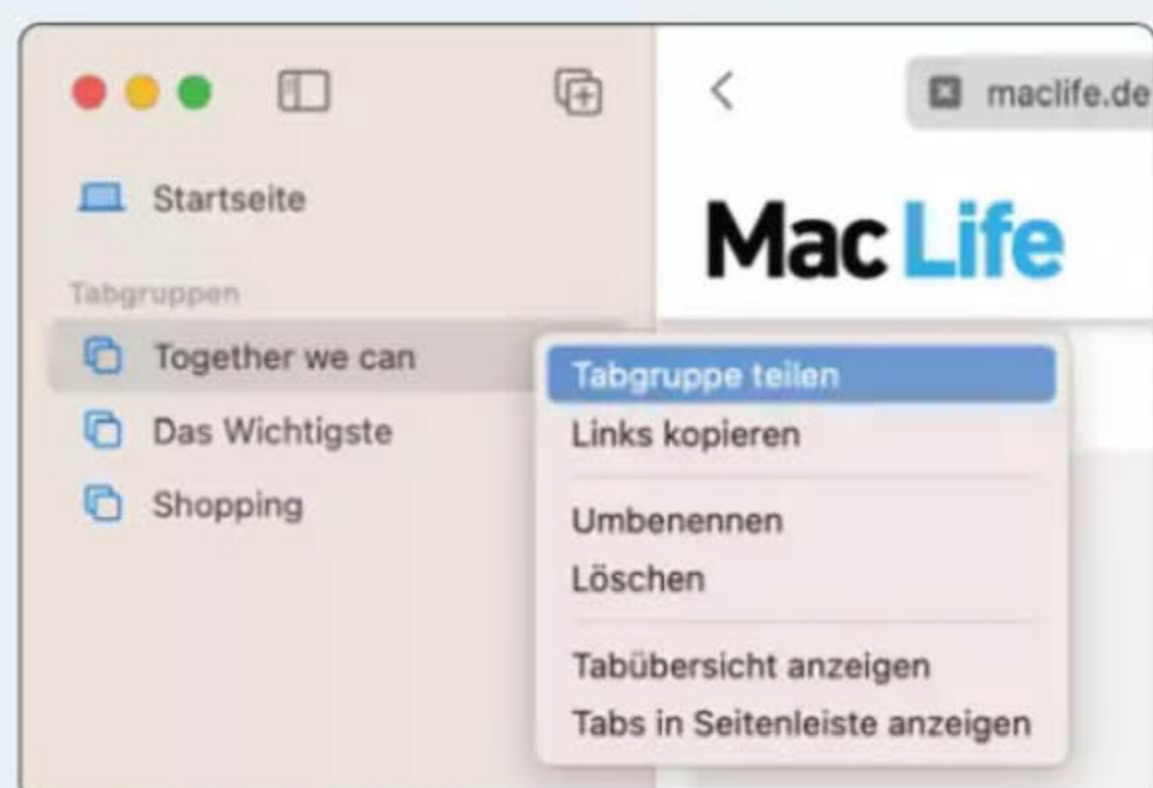 maclife.de
Startseite
Mac Life
Tabgruppen
Together we can
Das Wichtigste
Shopping
Tabgruppe teilen
Links kopieren
Umbenennen
Löschen
Tabübersicht anzeigen
Tabs in Seitenleiste anzeigen